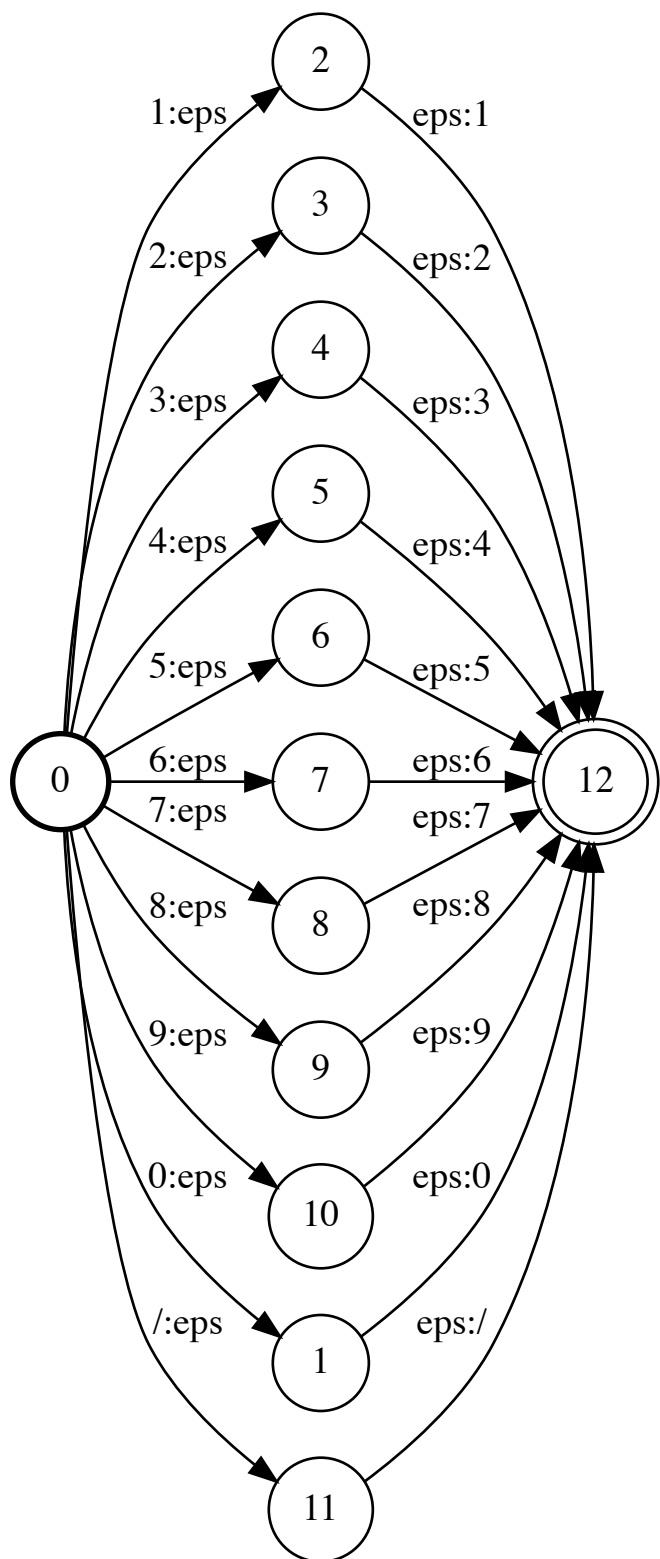 2
1:eps eps:1
3
2:eps eps:2
4
3:eps eps:3
5
4:eps eps:4
6
5:eps eps:5
6:eps eps:6
0 7 12
7:eps eps:7
8:eps 8 eps:8
9:eps eps:9
9
0:eps eps:0
10
/:eps eps:/
1
11